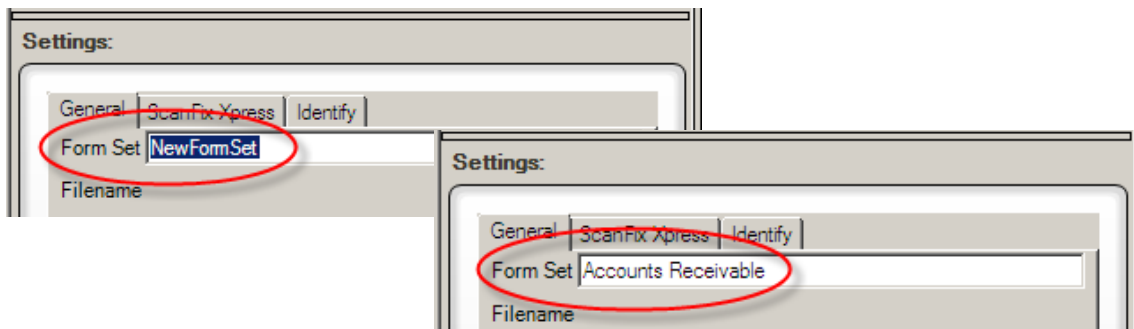 Settings:
General ScanFix Xpress Identify
Form Set NewFormSet
Filename
Settings:
General ScanFix Xpress Identify
Form Set Accounts Receivable
Filename